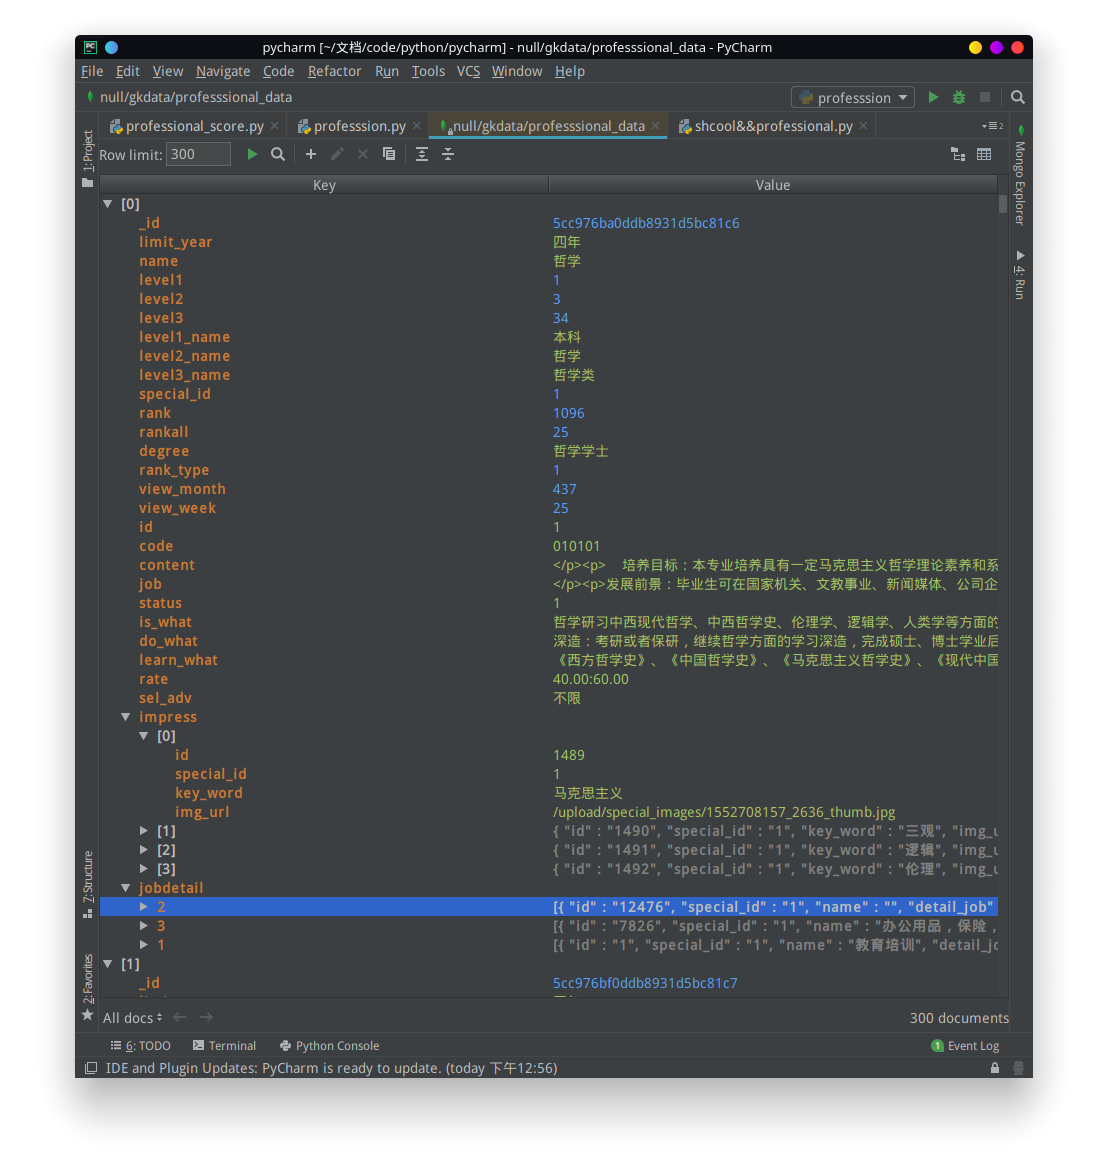 pycharm [~/文档/code/python/pycharm] - null/gkdata/professsional_data - PyCharm
File Edit View Navigate Code Refactor Run Tools VCS Window Help
null/gkdata/professsional_data
professsion
professional_score.py
professsion.py
null/gkdata/professsional_data
shcool&&professional.py
2
1: Project
Row limit: 300
Mongo Explorer
4: Run
Key Value
[0]
_id 5cc976ba0ddb8931d5bc81c6
limit_year 四年
name 哲学
level1 1
level2 3
level3 34
level1_name 本科
level2_name 哲学
level3_name 哲学类
special_id 1
rank 1096
rankall 25
degree 哲学学士
rank_type 1
view_month 437
view_week 25
id 1
code 010101
content </p><p> 培养目标：本专业培养具有一定马克思主义哲学理论素养和系
job </p><p>发展前景：毕业生可在国家机关、文教事业、新闻媒体、公司企
status 1
is_what 哲学研习中西现代哲学、中西哲学史、伦理学、逻辑学、人类学等方面的
do_what 深造：考研或者保研，继续哲学方面的学习深造，完成硕士、博士学业后
learn_what 《西方哲学史》、《中国哲学史》、《马克思主义哲学史》、《现代中国
rate 40.00:60.00
sel_adv 不限
impress
[0]
id 1489
special_id 1
key_word 马克思主义
img_url /upload/special_images/1552708157_2636_thumb.jpg
[1] { "id" : "1490", "special_id" : "1", "key_word" : "三观", "img_u
[2] { "id" : "1491", "special_id" : "1", "key_word" : "逻辑", "img_u
[3] { "id" : "1492", "special_id" : "1", "key_word" : "伦理", "img_u
jobdetail
2 [{ "id" : "12476", "special_id" : "1", "name" : "", "detail_job"
3 [{ "id" : "7826", "special_id" : "1", "name" : "办公用品，保险，
1 [{ "id" : "1", "special_id" : "1", "name" : "教育培训", "detail_jo
[1]
_id 5cc976bf0ddb8931d5bc81c7
7: Structure
2: Favorites
All docs
300 documents
6: TODO
Terminal
Python Console
1 Event Log
IDE and Plugin Updates: PyCharm is ready to update. (today 下午12:56)